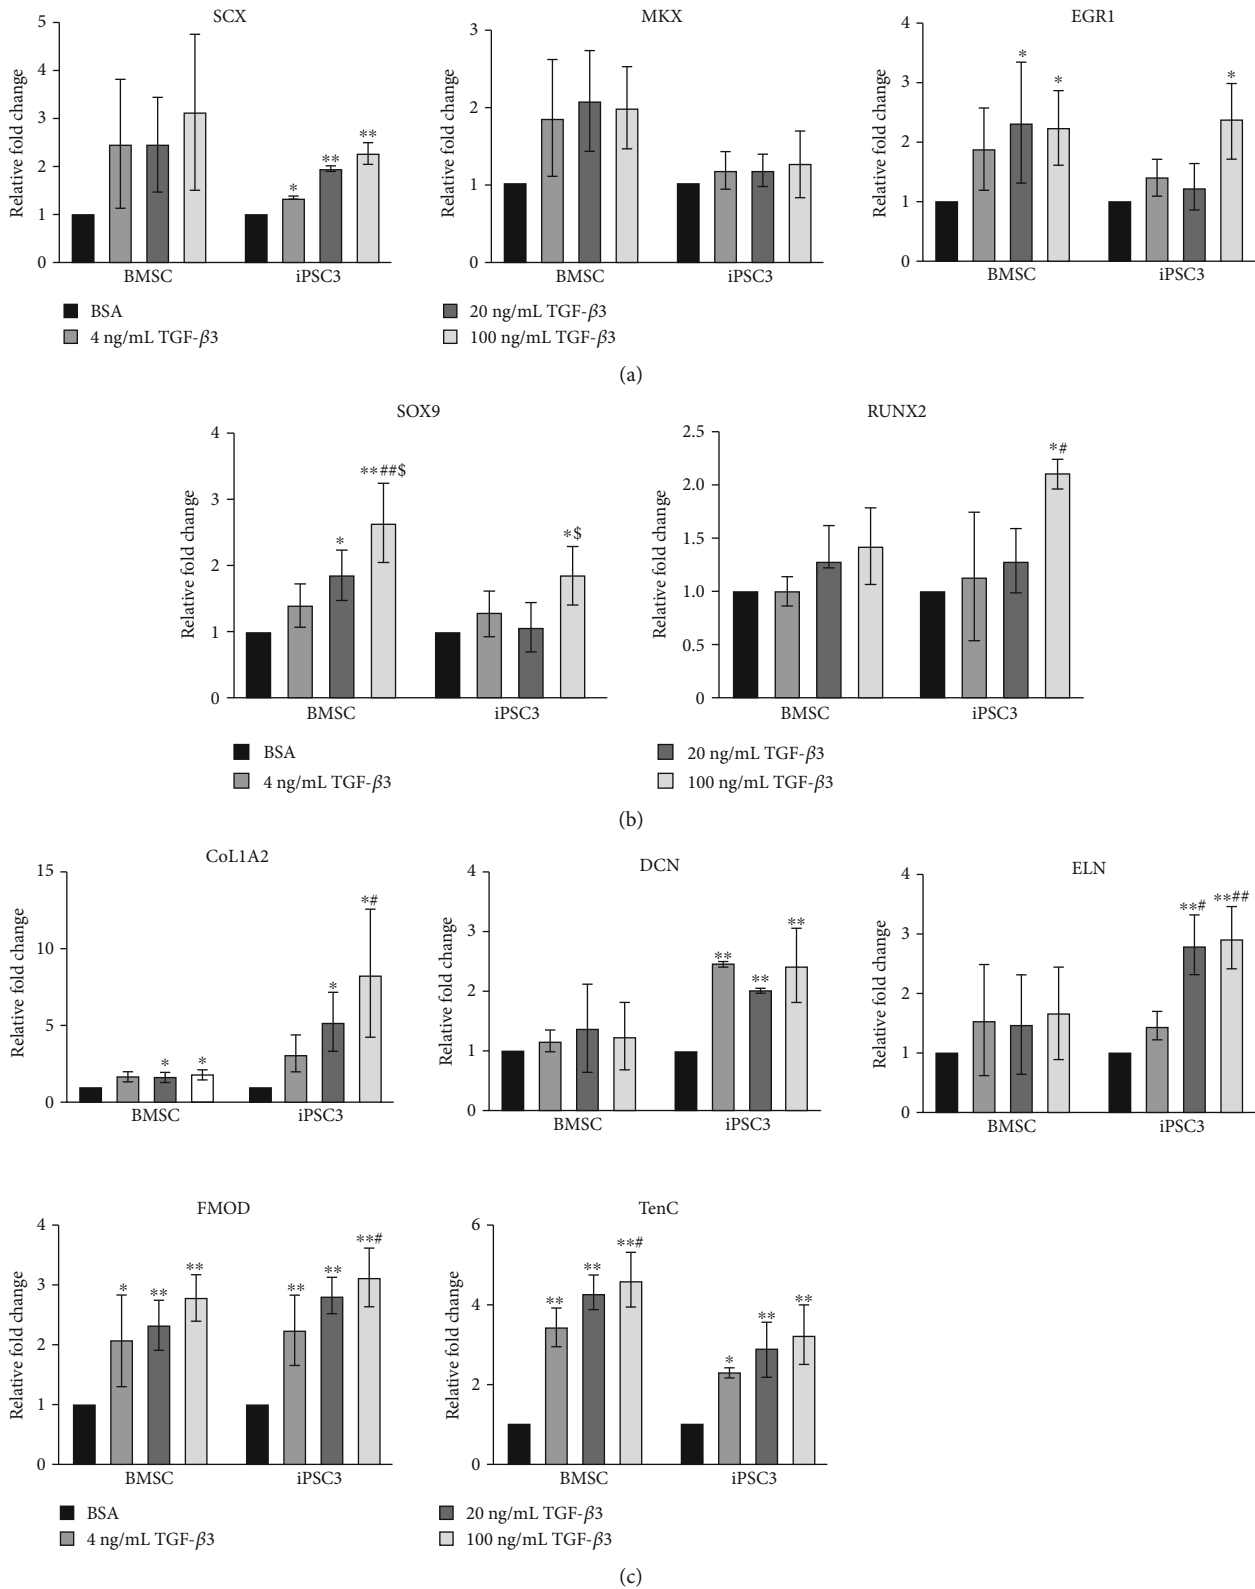 SCX
Relative fold change
5
4
3
2
1
0
** 
**
*
BMSC
iPSC3
MKX
Relative fold change
3
2
1
0
BMSC
iPSC3
EGR1
Relative fold change
4
3
2
1
0
*
*
*
BMSC
iPSC3
BSA
4 ng/mL TGF-β3
20 ng/mL TGF-β3
100 ng/mL TGF-β3
(a)
SOX9
Relative fold change
4
3
2
1
0
*
**##$
*$
BMSC
iPSC3
RUNX2
Relative fold change
2.5
2.0
1.5
1.0
0.5
0
*#
BMSC
iPSC3
BSA
4 ng/mL TGF-β3
20 ng/mL TGF-β3
100 ng/mL TGF-β3
(b)
CoL1A2
Relative fold change
15
10
5
0
*
*
*
*#
BMSC
iPSC3
DCN
Relative fold change
4
3
2
1
0
**
**
**
BMSC
iPSC3
ELN
Relative fold change
4
3
2
1
0
**#
**##
BMSC
iPSC3
FMOD
Relative fold change
4
3
2
1
0
*
**
**
**
**
**#
BMSC
iPSC3
TenC
Relative fold change
6
4
3
2
0
**
**
**#
*
**
**
BMSC
iPSC3
BSA
4 ng/mL TGF-β3
20 ng/mL TGF-β3
100 ng/mL TGF-β3
(c)